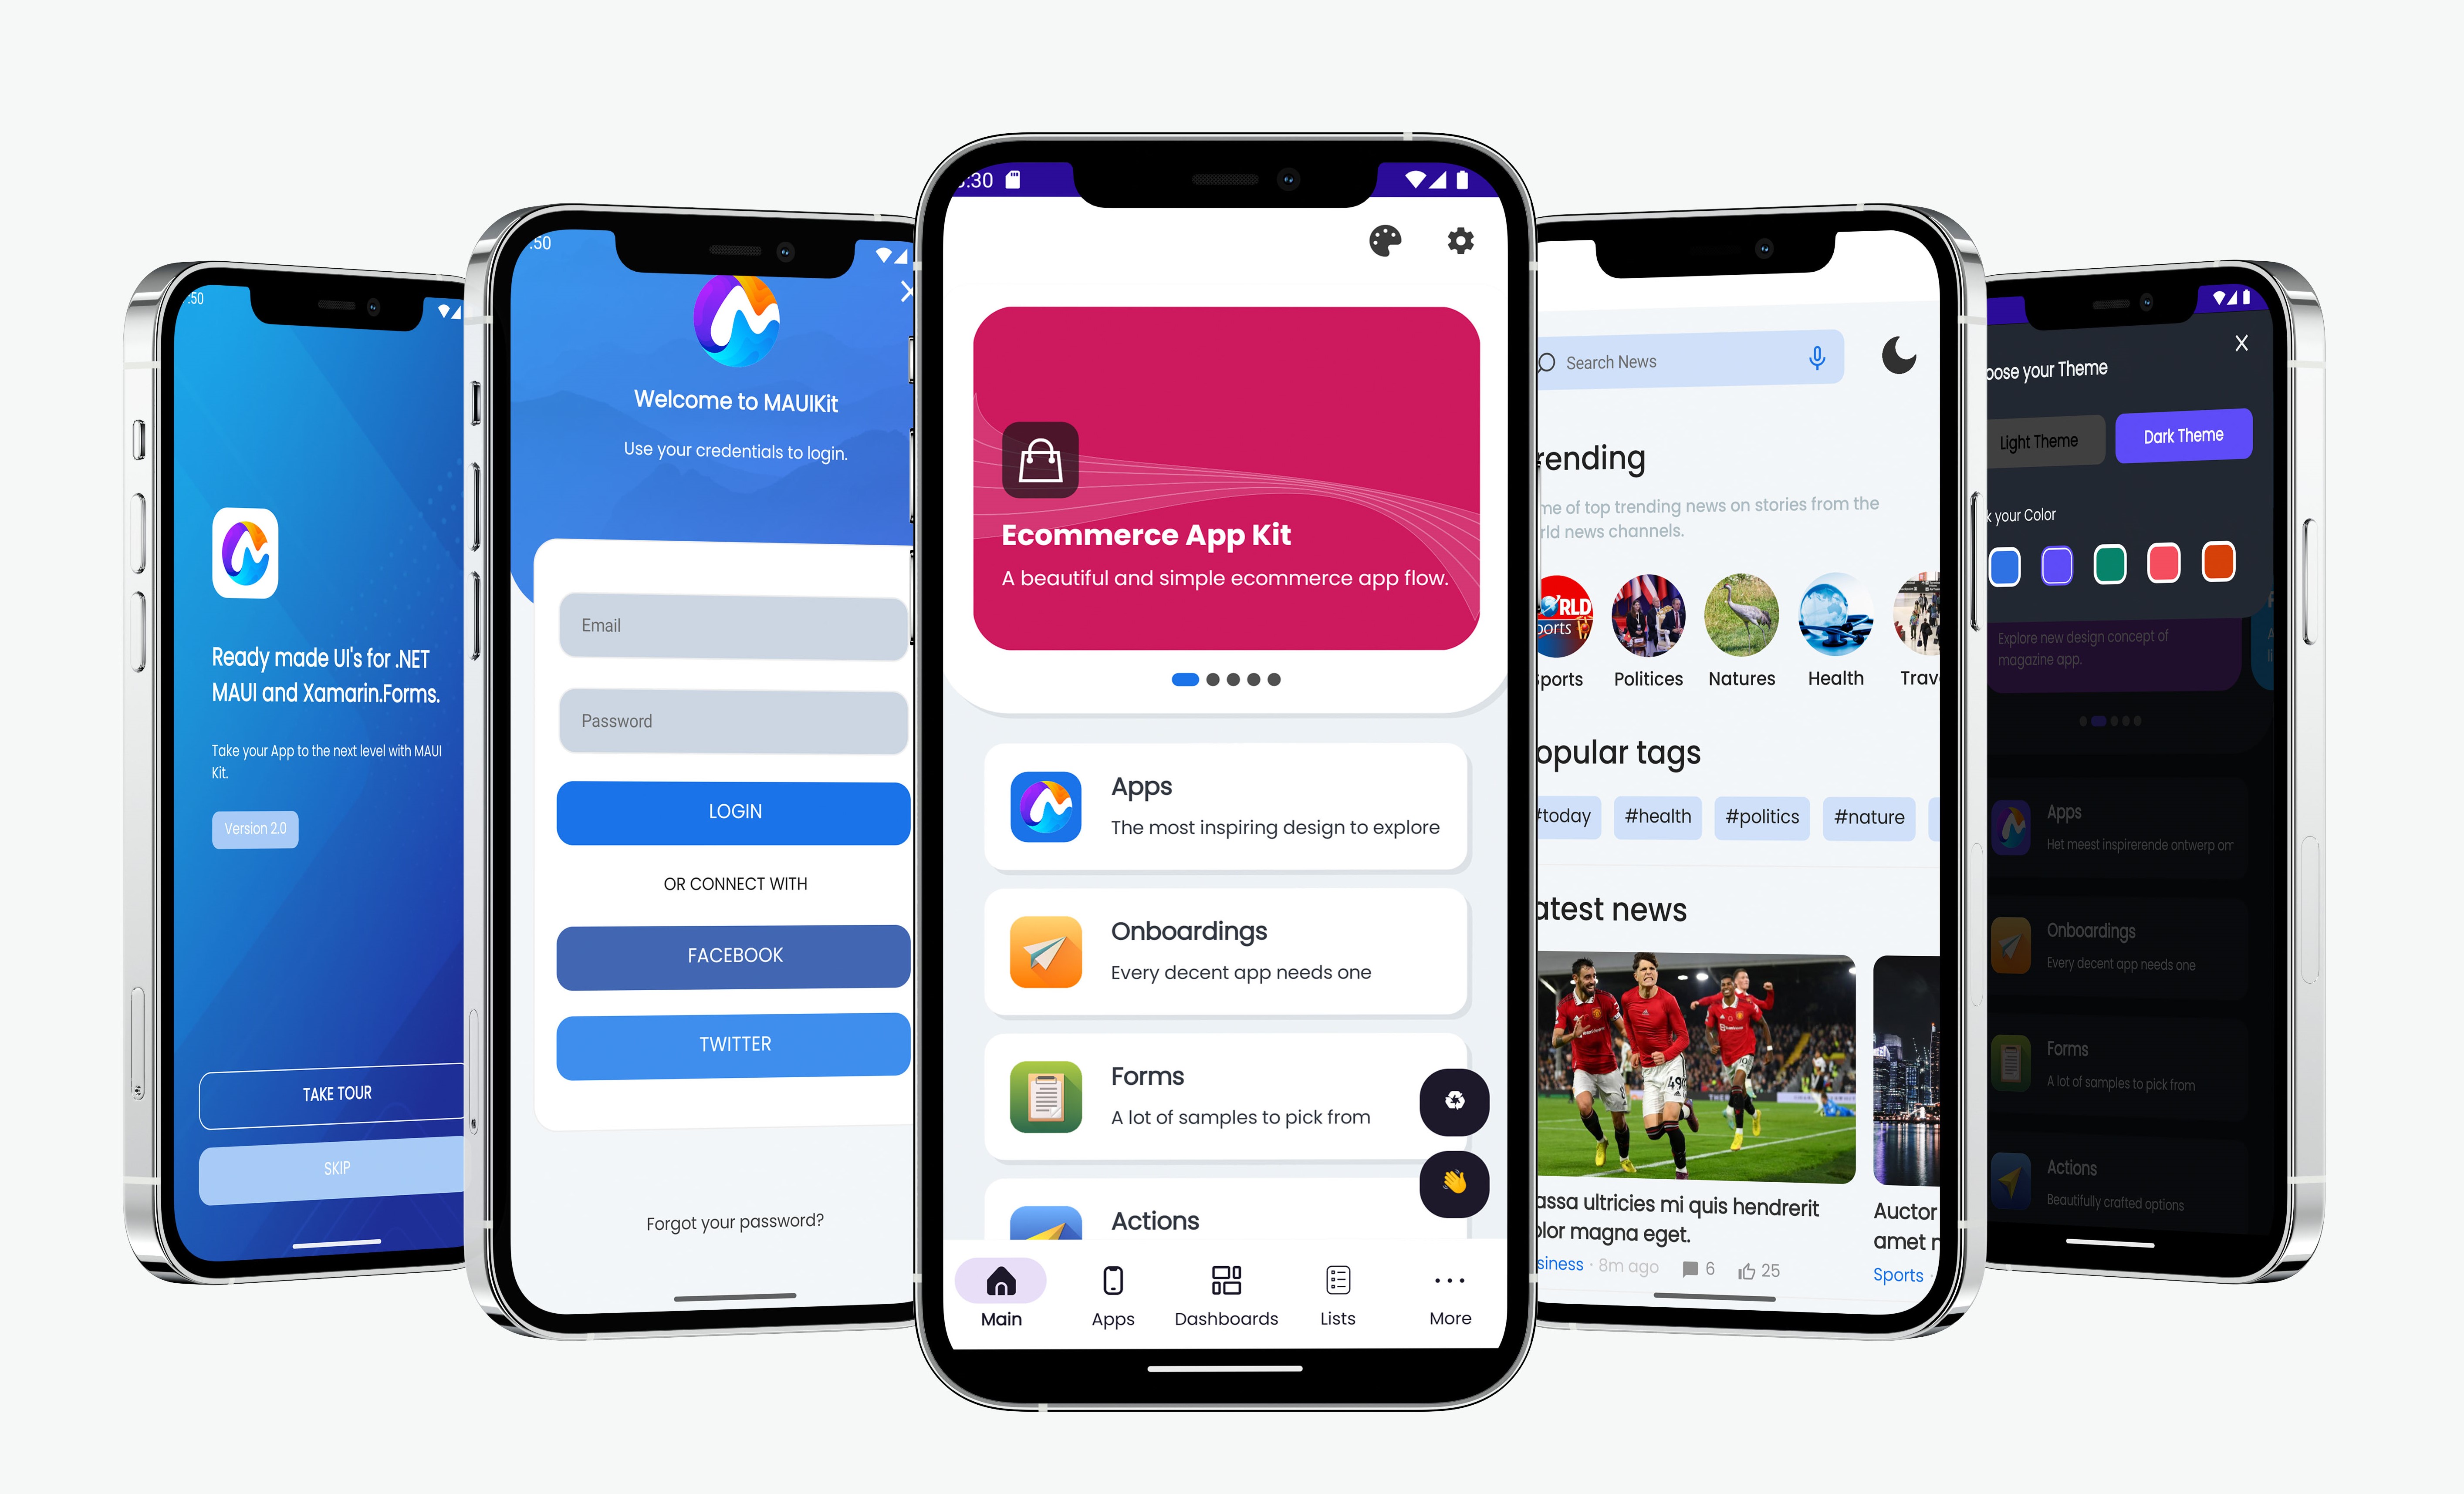 :50
Ready made UI's for .NET
MAUI and Xamarin.Forms.
Take your App to the next level with MAUI
Kit.
Version 2.0
TAKE TOUR
SKIP
:50
Welcome to MAUIKit
Use your credentials to login.
Email
Password
LOGIN
OR CONNECT WITH
FACEBOOK
TWITTER
Forgot your password?
:30
Ecommerce App Kit
A beautiful and simple ecommerce app flow.
Apps
The most inspiring design to explore
Onboardings
Every decent app needs one
Forms
A lot of samples to pick from
Actions
Main
Apps
Dashboards
Lists
More
Search News
rending
me of top trending news on stories from the
rld news channels.
RLD
orts
ports
Politices
Natures
Health
Trav
opular tags
#today
#health
#politics
#nature
atest news
49
assa ultricies mi quis hendrerit
olor magna eget.
siness · 8m ago
6
25
Auctor
amet
Sports ·
X
oose your Theme
Light Theme
Dark Theme
k your Color
Explore new design concept of
magazine app.
Apps
Het meest inspirerende ontwerp om
Onboardings
Every decent app needs one
Forms
A lot of samples to pick from
Actions
Beautifully crafted options